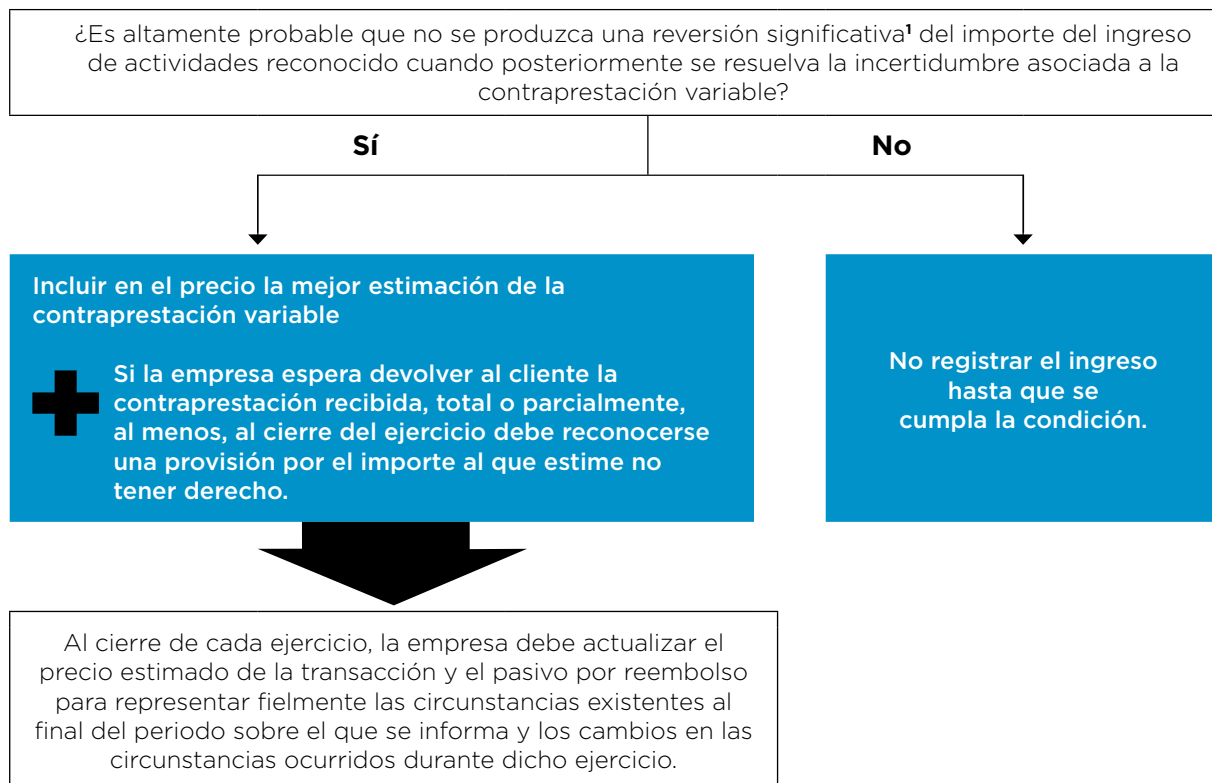 ¿Es altamente probable que no se produzca una reversión significativa¹ del importe del ingreso
de actividades reconocido cuando posteriormente se resuelva la incertidumbre asociada a la
contraprestación variable?
Sí
No
Incluir en el precio la mejor estimación de la
contraprestación variable
Si la empresa espera devolver al cliente la
contraprestación recibida, total o parcialmente,
al menos, al cierre del ejercicio debe reconocerse
una provisión por el importe al que estime no
tener derecho.
No registrar el ingreso
hasta que se
cumpla la condición.
Al cierre de cada ejercicio, la empresa debe actualizar el
precio estimado de la transacción y el pasivo por reembolso
para representar fielmente las circunstancias existentes al
final del periodo sobre el que se informa y los cambios en las
circunstancias ocurridos durante dicho ejercicio.